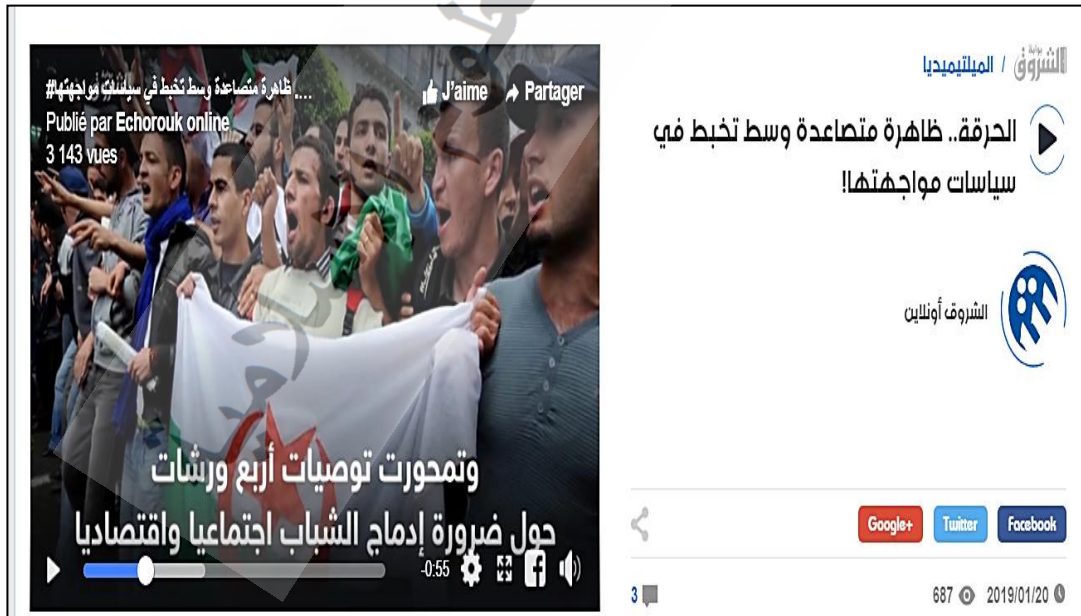 الشروق / الميلتيميديا
الحرقة.. ظاهرة متصاعدة وسط تخبط في
سياسات مواجهتها!
الشروق أونلاين
Google+ Twitter Facebook
3 687 2019/01/20
#ظاهرة متصاعدة وسط تخبط في سياسات مواجهتها ....
J'aime Partager
Publié par Echorouk online
3 143 vues
وتمحورت توصيات أربع ورشات
حول ضرورة إدماج الشباب اجتماعيا واقتصاديا
-0:55